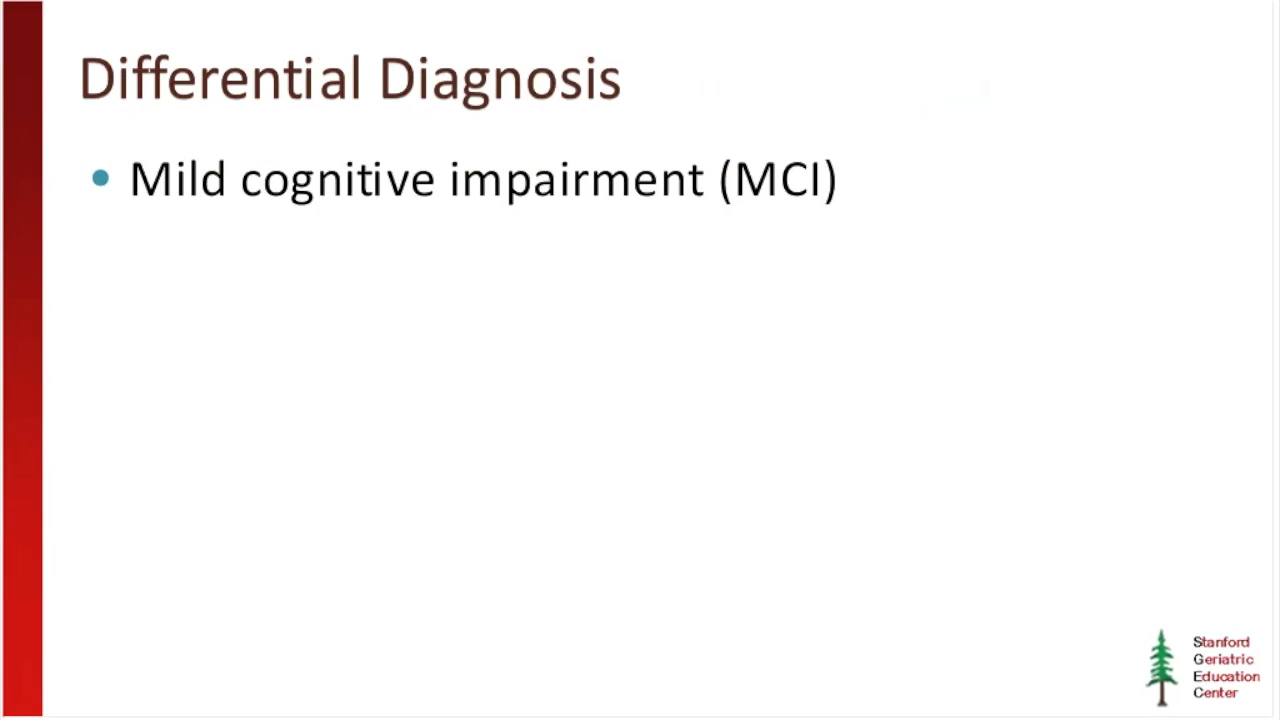 Differential Diagnosis
• Mild cognitive impairment (MCI)
Stanford
Geriatric
Education
Center